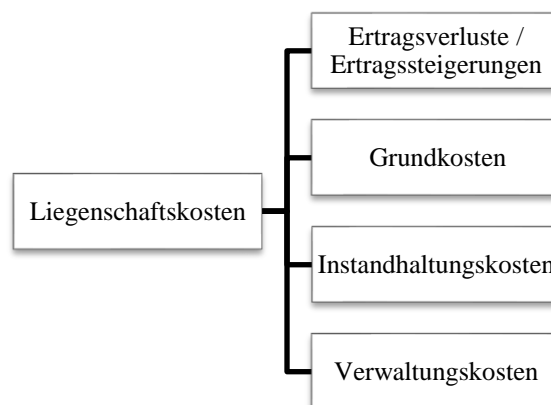 Ertragsverluste /
Ertragssteigerungen
Grundkosten
Liegenschaftskosten
Instandhaltungskosten
Verwaltungskosten